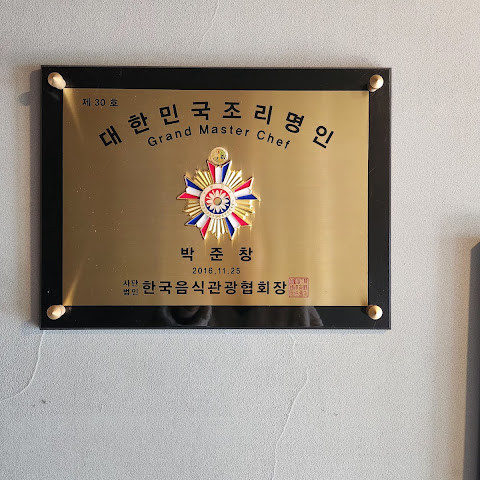 제 30 호
대한민국조리명인
Grand Master Chef
박 준 창
2016.11.25
사단법인 한국음식관광협회장